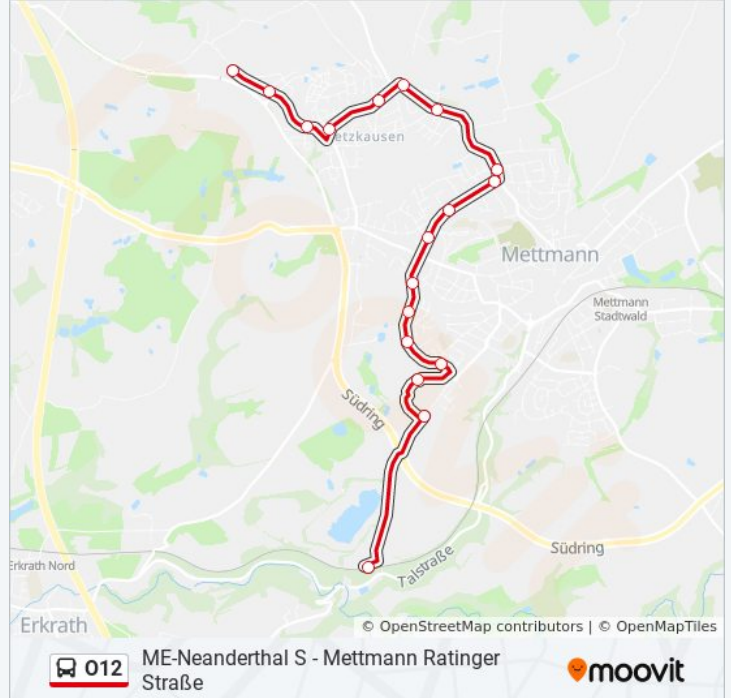 etzkausen
Mettmann
Mettmann
Stadtwald
Südring
Südring
Erkrath Nord
Talstraße
Erkrath
© OpenStreetMap contributors | © OpenMapTiles
O12
ME-Neanderthal S - Mettmann Ratinger
Straße
moovit